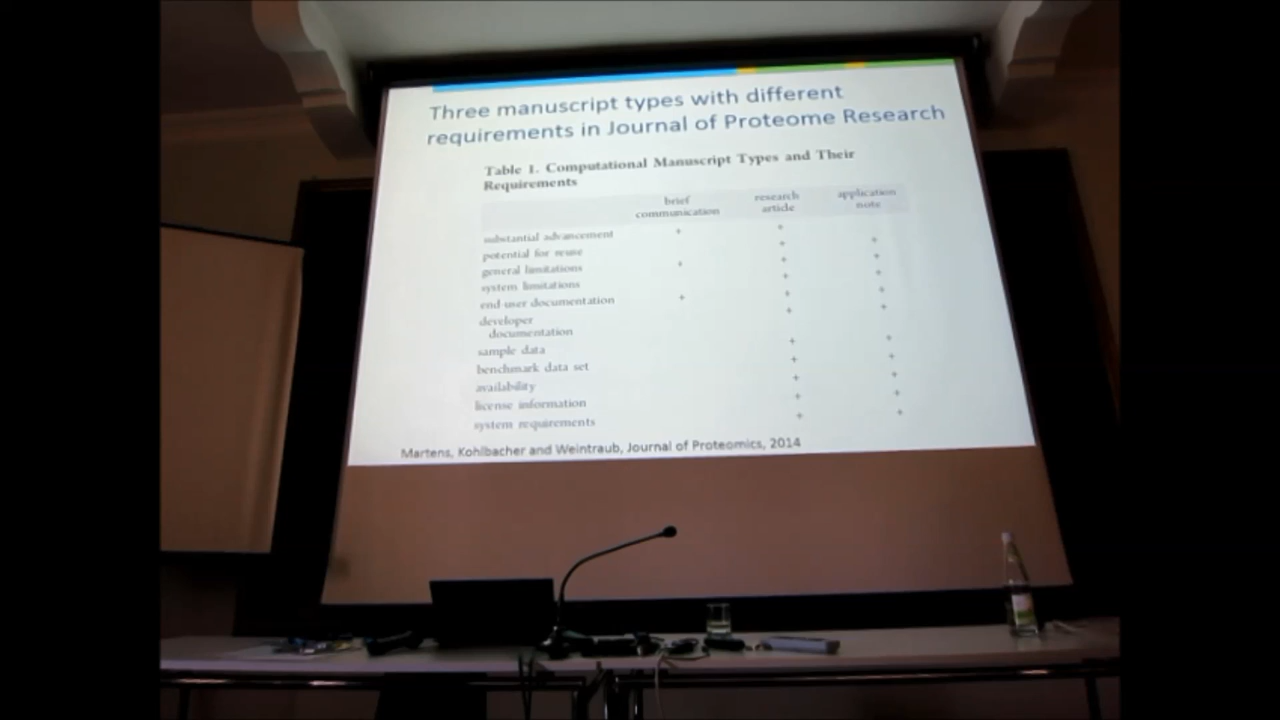 Three manuscript types with different
requirements in Journal of Proteome Research
Table 1. Computational Manuscript Types and Their
Requirements
brief communication research article application note
substantial advancement + +
potential for reuse + +
general limitations + + +
system limitations + +
end user documentation + + +
developer + +
documentation
sample data + +
benchmark data set + +
availability + +
license information + +
system requirements + +
Martens, Kohlbacher and Weintraub, Journal of Proteomics, 2014